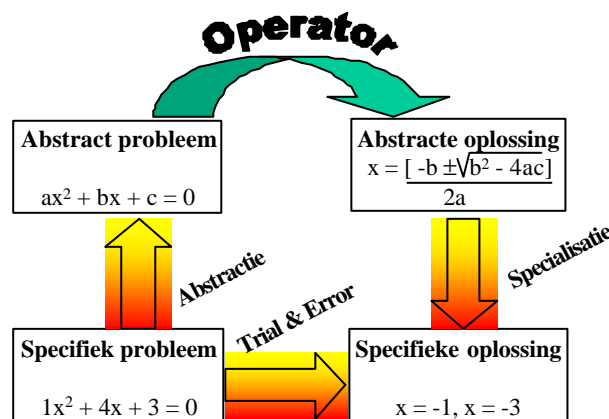 Operator
Abstract probleem
ax² + bx + c = 0
Abstracte oplossing
x = [ -b ±√b² - 4ac]
2a
Abstractie
Specialisatie
Trial & Error
Specifiek probleem
1x² + 4x + 3 = 0
Specifieke oplossing
x = -1, x = -3